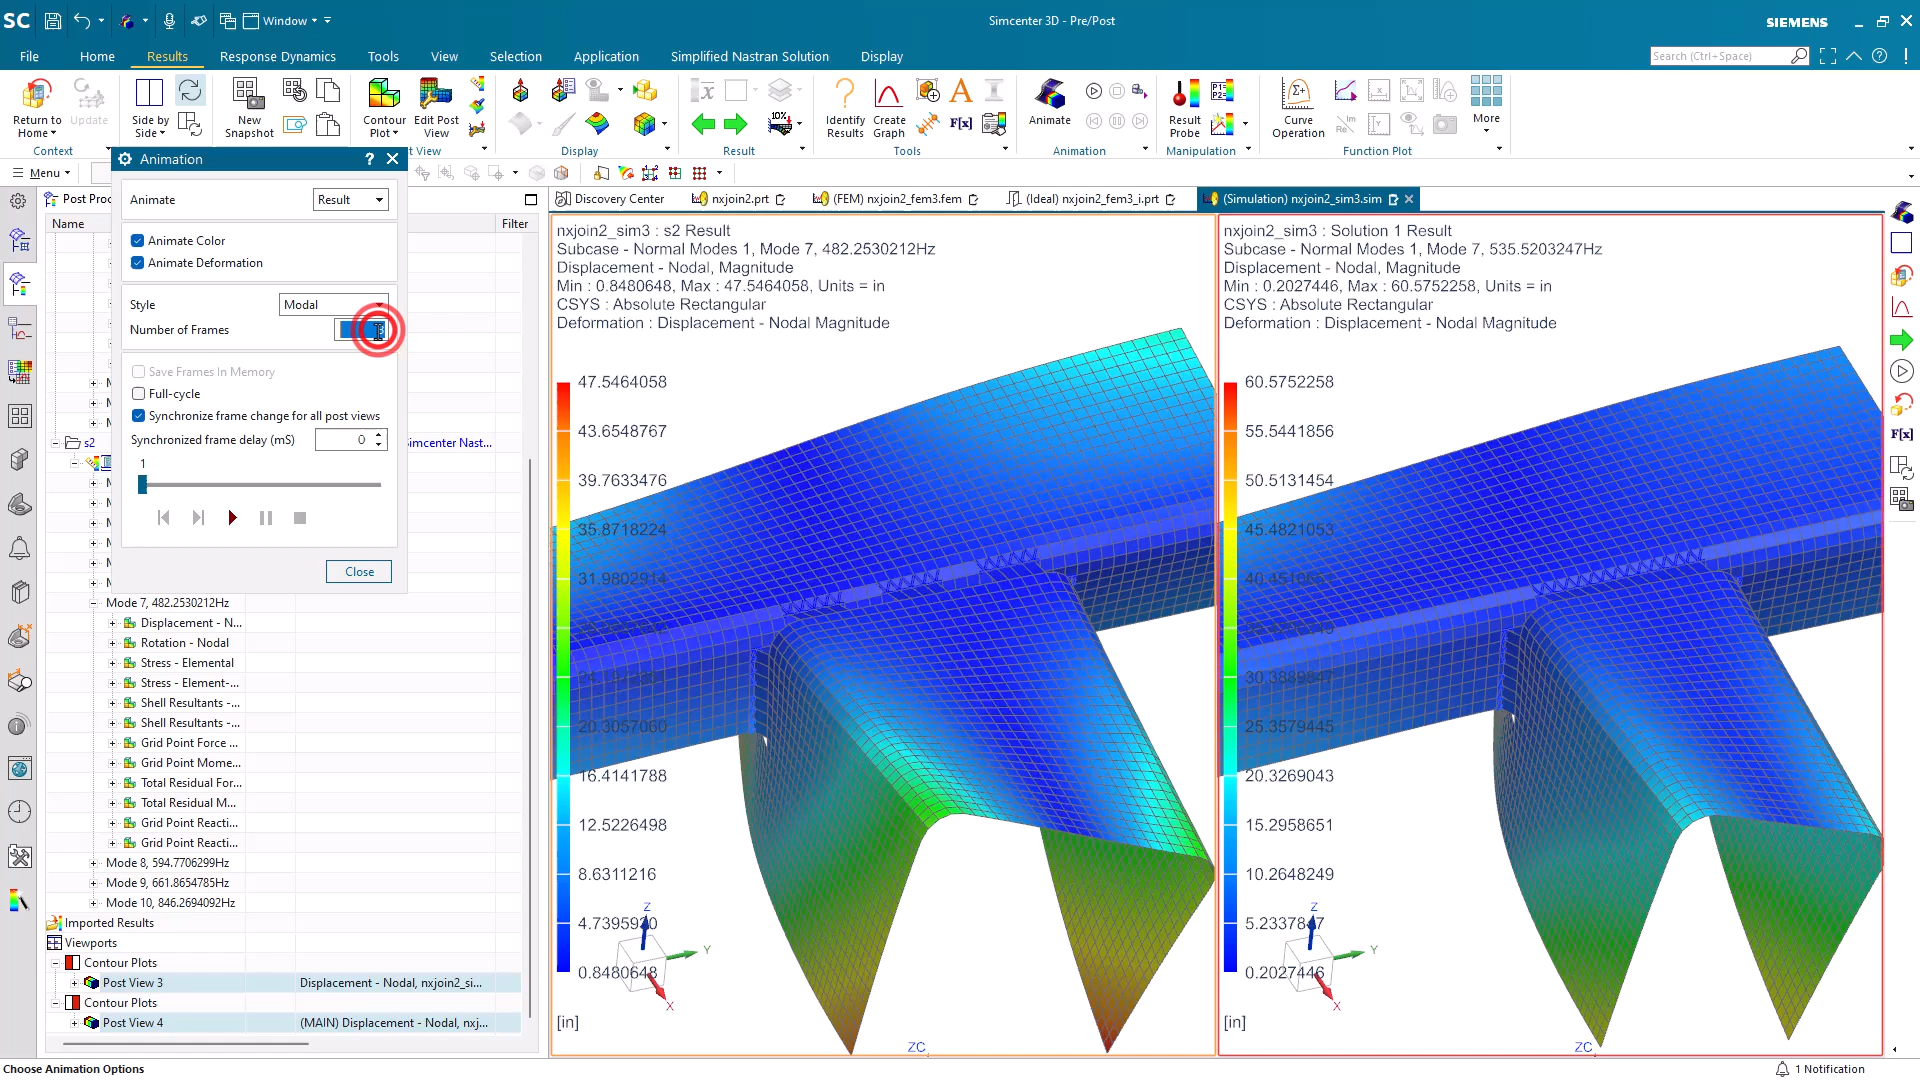 SC
Window
Simcenter 3D - Pre/Post
SIEMENS
File
Home
Results
Response Dynamics
Tools
View
Selection
Application
Simplified Nastran Solution
Display
Search (Ctrl+Space)
Return to Home
Update
Side by Side
New Snapshot
Contour Plot
Edit Post View
Identify Results
Create Graph
Animate
Result Probe
Curve Operation
More
Context
t View
Display
Result
Tools
Animation
Manipulation
Function Plot
Menu
Animation
Animate
Result
Animate Color
Animate Deformation
Style
Modal
Number of Frames
Save Frames In Memory
Full-cycle
Synchronize frame change for all post views
Synchronized frame delay (mS)
0
1
Close
Post Proc
Name
Filter
s2
Simcenter Nast...
Mode 7, 482.2530212Hz
Displacement - N...
Rotation - Nodal
Stress - Elemental
Stress - Element-...
Shell Resultants -...
Shell Resultants -...
Grid Point Force ...
Grid Point Mome...
Total Residual For...
Total Residual M...
Grid Point Reacti...
Grid Point Reacti...
Mode 8, 594.7706299Hz
Mode 9, 661.8654785Hz
Mode 10, 846.2694092Hz
Imported Results
Viewports
Contour Plots
Post View 3
Displacement - Nodal, nxjoin2_si...
Contour Plots
Post View 4
(MAIN) Displacement - Nodal, nxj...
Discovery Center
nxjoin2.prt
(FEM) nxjoin2_fem3.fem
(Ideal) nxjoin2_fem3_i.prt
(Simulation) nxjoin2_sim3.sim
nxjoin2_sim3 : s2 Result
Subcase - Normal Modes 1, Mode 7, 482.2530212Hz
Displacement - Nodal, Magnitude
Min : 0.8480648, Max : 47.5464058, Units = in
CSYS : Absolute Rectangular
Deformation : Displacement - Nodal Magnitude
47.5464058
43.6548767
39.7633476
35.8718224
31.9802914
20.3057060
16.4141788
12.5226498
8.6311216
4.7395920
0.8480648
[in]
Z
Y
X
ZC
nxjoin2_sim3 : Solution 1 Result
Subcase - Normal Modes 1, Mode 7, 535.5203247Hz
Displacement - Nodal, Magnitude
Min : 0.2027446, Max : 60.5752258, Units = in
CSYS : Absolute Rectangular
Deformation : Displacement - Nodal Magnitude
60.5752258
55.5441856
50.5131454
45.4821053
30.3889847
25.3579445
20.3269043
15.2958651
10.2648249
5.2337847
0.2027446
[in]
Z
Y
X
ZC
F[x]
Choose Animation Options
1 Notification